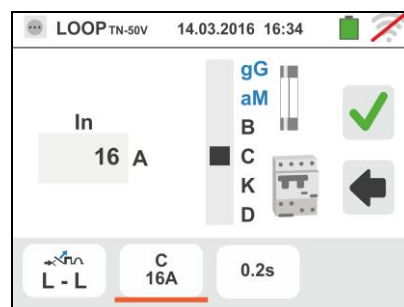 LOOP TN-50V 14.03.2016 16:34
gG
aM
In
B
16 A
C
K
D
L - L
C
16A
0.2s